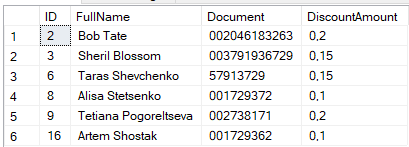 ID FullName Document DiscountAmount
1 2 Bob Tate 002046183263 0,2
2 3 Sheril Blossom 003791936729 0,15
3 6 Taras Shevchenko 57913729 0,15
4 8 Alisa Stetsenko 001729372 0,1
5 9 Tetiana Pogoreltseva 002738171 0,2
6 16 Artem Shostak 001729362 0,1